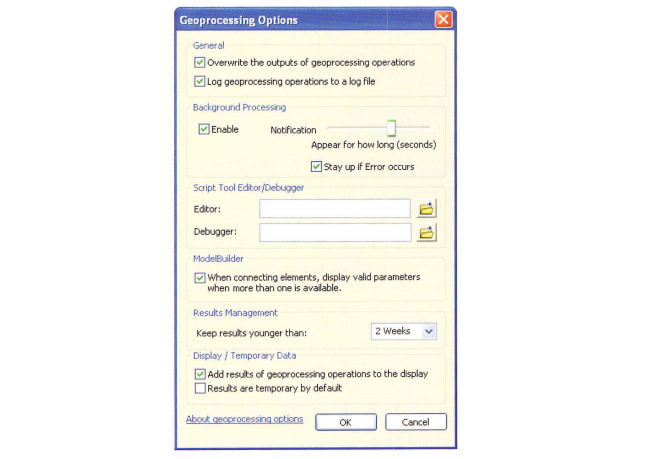 Geoprocessing Options
General
Overwrite the outputs of geoprocessing operations
Log geoprocessing operations to a log file
Background Processing
Enable
Notification
Appear for how long (seconds)
Stay up if Error occurs
Script Tool Editor/Debugger
Editor:
Debugger:
ModelBuilder
When connecting elements, display valid parameters
when more than one is available.
Results Management
Keep results younger than:
2 Weeks
Display / Temporary Data
Add results of geoprocessing operations to the display
Results are temporary by default
About geoprocessing options
OK
Cancel